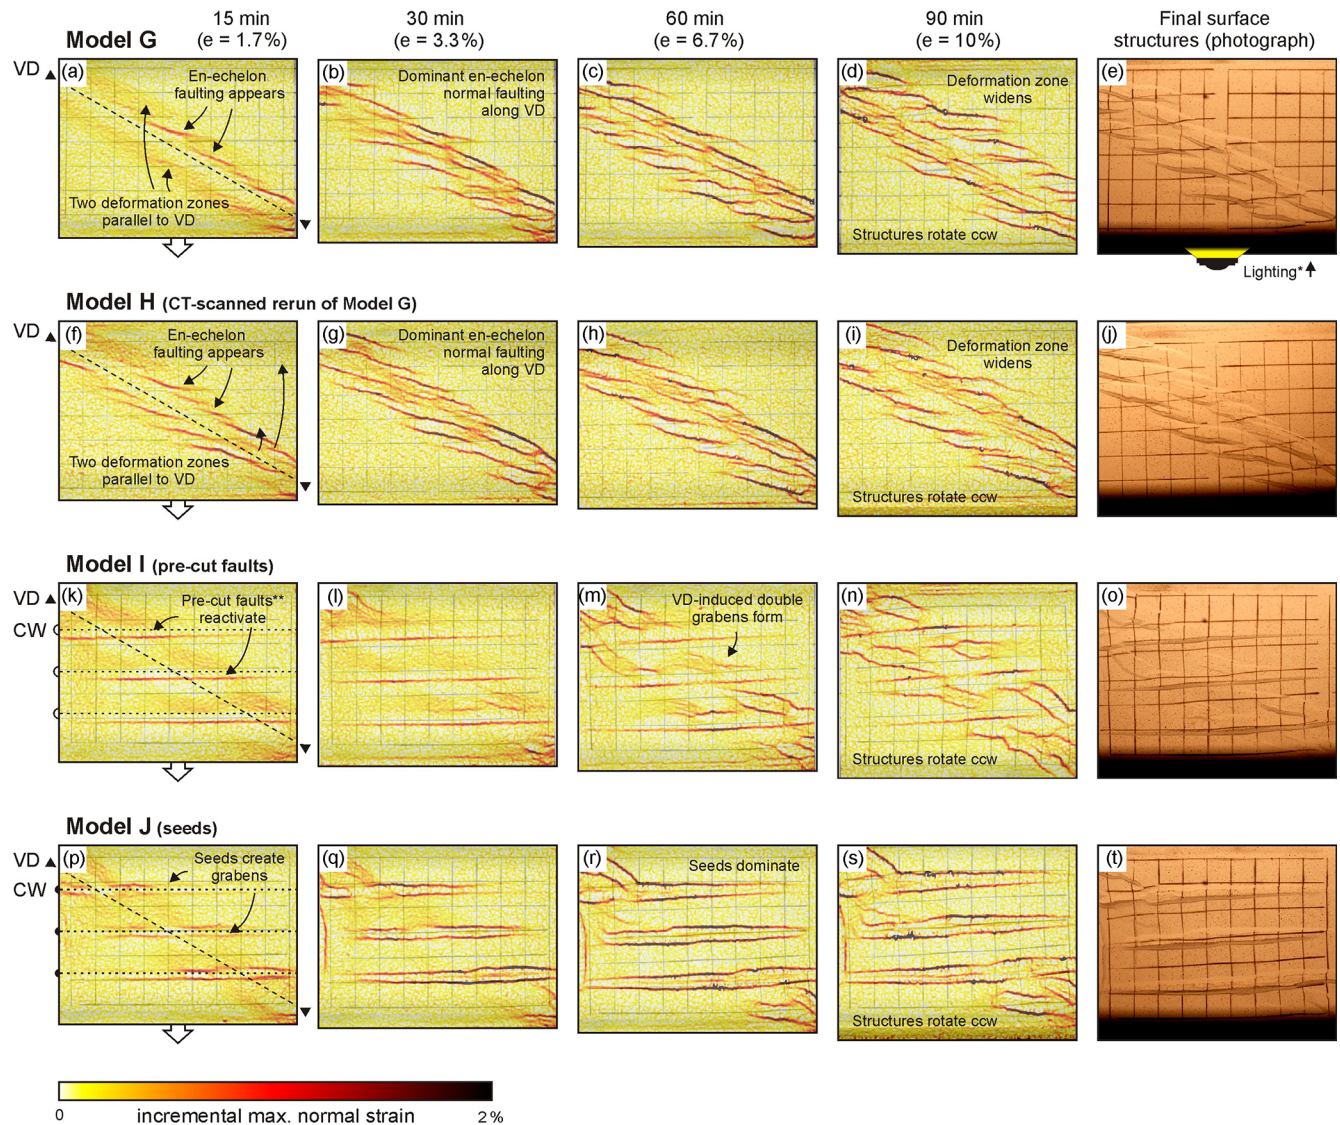 15 min
(e = 1.7%)
30 min
(e = 3.3%)
60 min
(e = 6.7%)
90 min
(e = 10%)
Final surface
structures (photograph)
Model G
VD
(a)
En-echelon
faulting appears
Two deformation zones
parallel to VD
(b)
Dominant en-echelon
normal faulting
along VD
(c)
(d)
Deformation zone
widens
Structures rotate ccw
(e)
Lighting*
Model H (CT-scanned rerun of Model G)
VD
(f)
En-echelon
faulting appears
Two deformation zones
parallel to VD
(g)
Dominant en-echelon
normal faulting
along VD
(h)
(i)
Deformation zone
widens
Structures rotate ccw
(j)
Model I (pre-cut faults)
VD
CW
(k)
Pre-cut faults**
reactivate
(l)
(m)
VD-induced double
grabens form
(n)
Structures rotate ccw
(o)
Model J (seeds)
VD
CW
(p)
Seeds create
grabens
(q)
(r)
Seeds dominate
(s)
Structures rotate ccw
(t)
0
incremental max. normal strain
2%